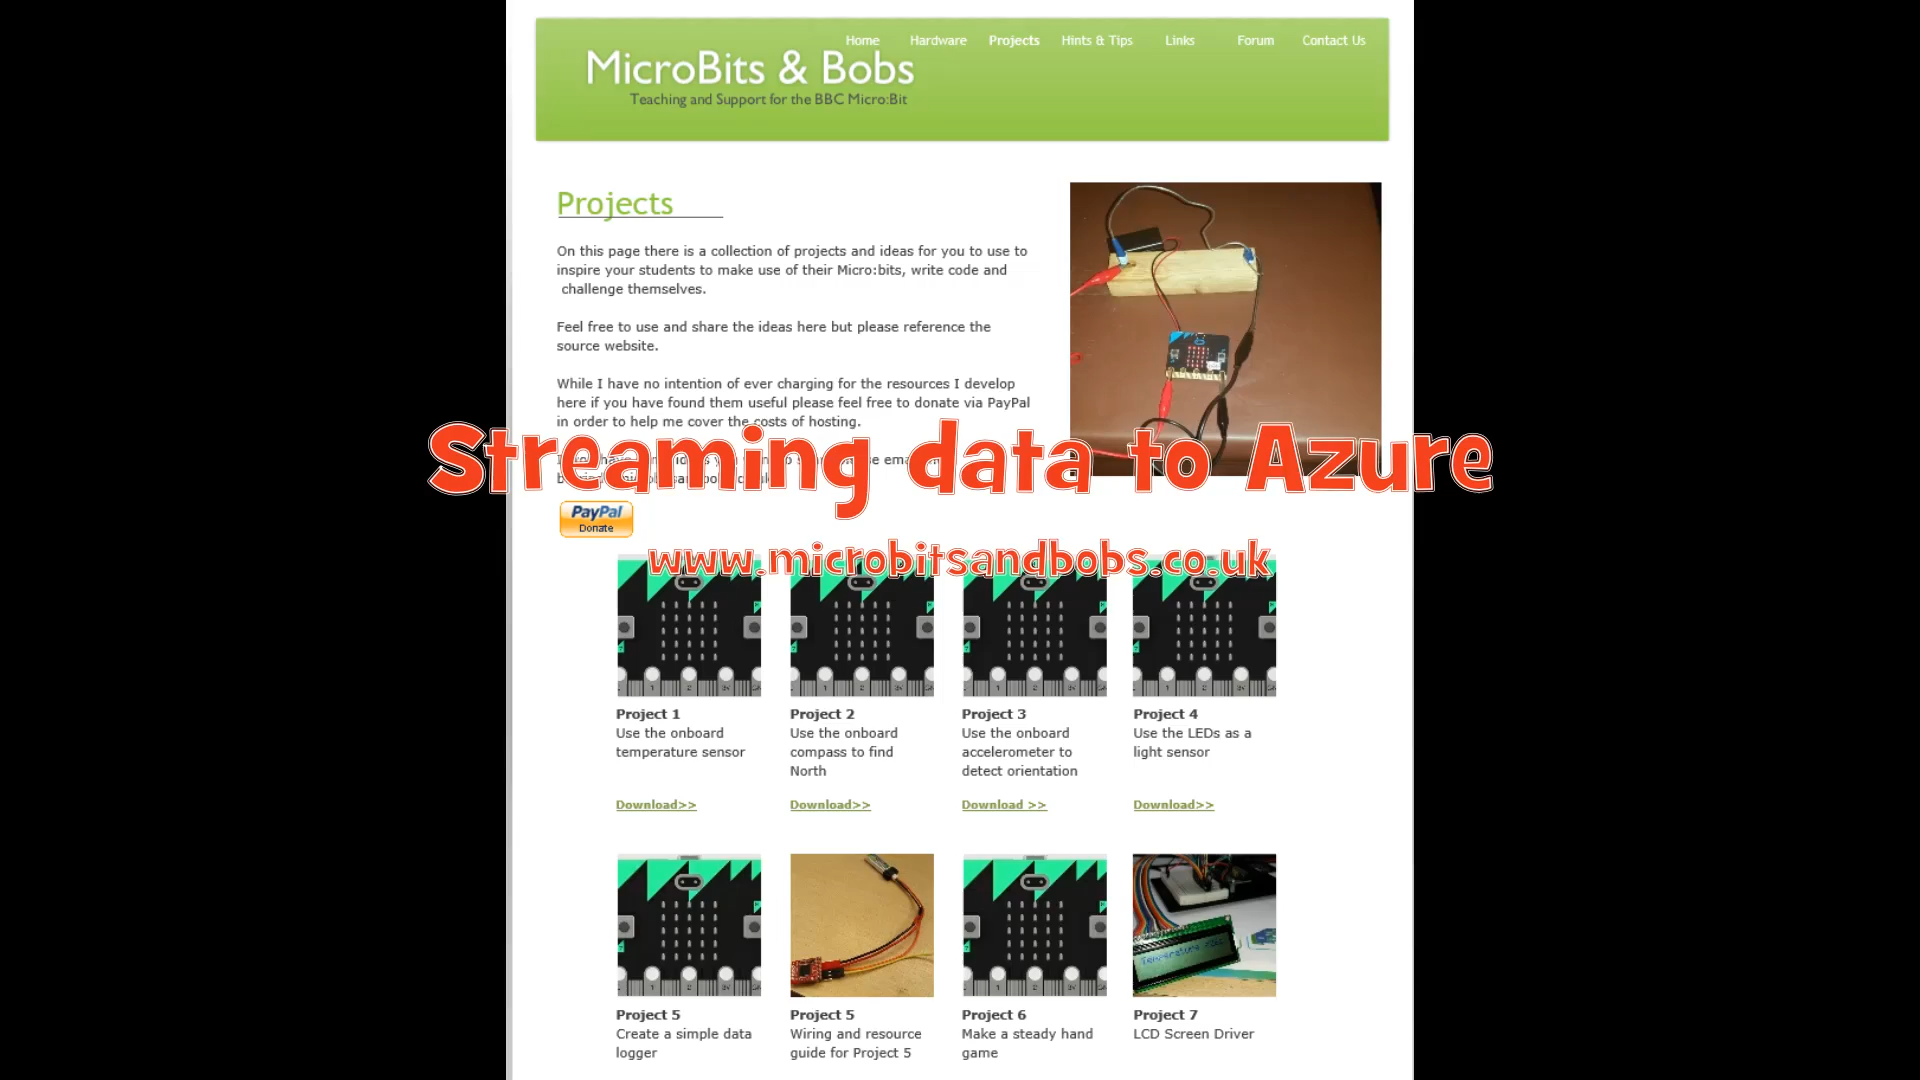 Home Hardware Projects Hints & Tips Links Forum Contact Us
MicroBits & Bobs
Teaching and Support for the BBC Micro:Bit
Projects
On this page there is a collection of projects and ideas for you to use to
inspire your students to make use of their Micro:bits, write code and
challenge themselves.
Feel free to use and share the ideas here but please reference the
source website.
While I have no intention of ever charging for the resources I develop
here if you have found them useful please feel free to donate via PayPal
in order to help me cover the costs of hosting.
Streaming data to Azure
PayPal
Donate
www.microbitsandbobs.co.uk
Project 1 Project 2 Project 3 Project 4
Use the onboard Use the onboard Use the onboard Use the LEDs as a
temperature sensor compass to find accelerometer to light sensor
North detect orientation
Download>> Download>> Download >> Download>>
Project 5 Project 5 Project 6 Project 7
Create a simple data Wiring and resource Make a steady hand LCD Screen Driver
logger guide for Project 5 game